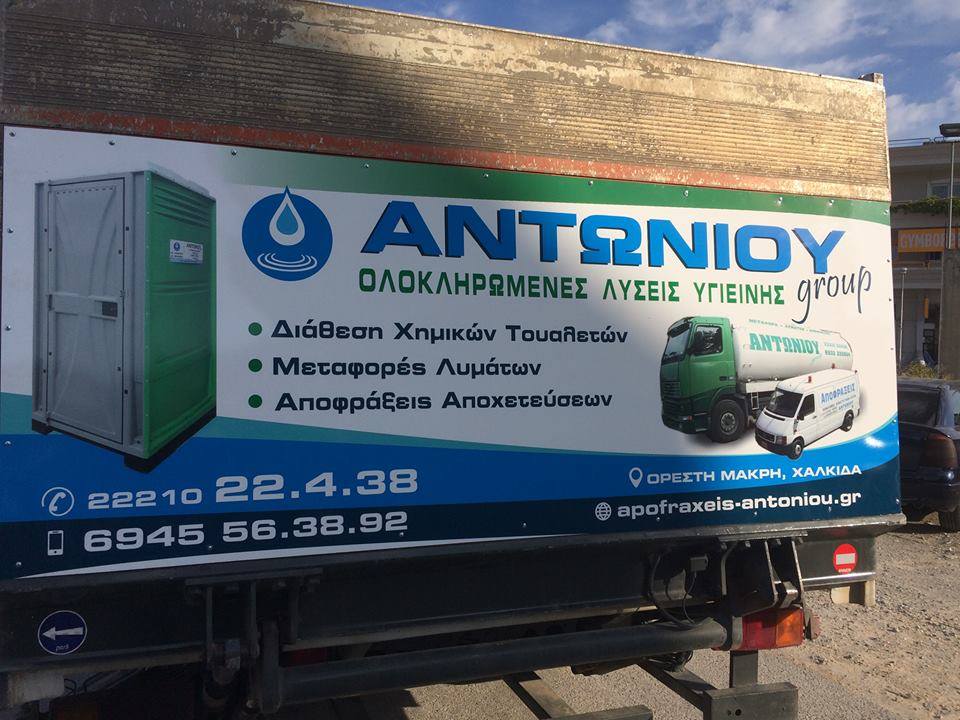 ΑΝΤΩΝΙΟΥ
group
ΟΛΟΚΛΗΡΩΜΕΝΕΣ ΛΥΣΕΙΣ ΥΓΙΕΙΝΗΣ
• Διάθεση Χημικών Τουαλετών
• Μεταφορές Λυμάτων
• Αποφράξεις Αποχετεύσεων
ΑΝΤΩΝΙΟΥ
ΑΠΟΦΡΑΞΕΙΣ
22210 22.4.38
6945 56.38.92
ΟΡΕΣΤΗ ΜΑΚΡΗ, ΧΑΛΚΙΔΑ
apofraxeis-antoniou.gr